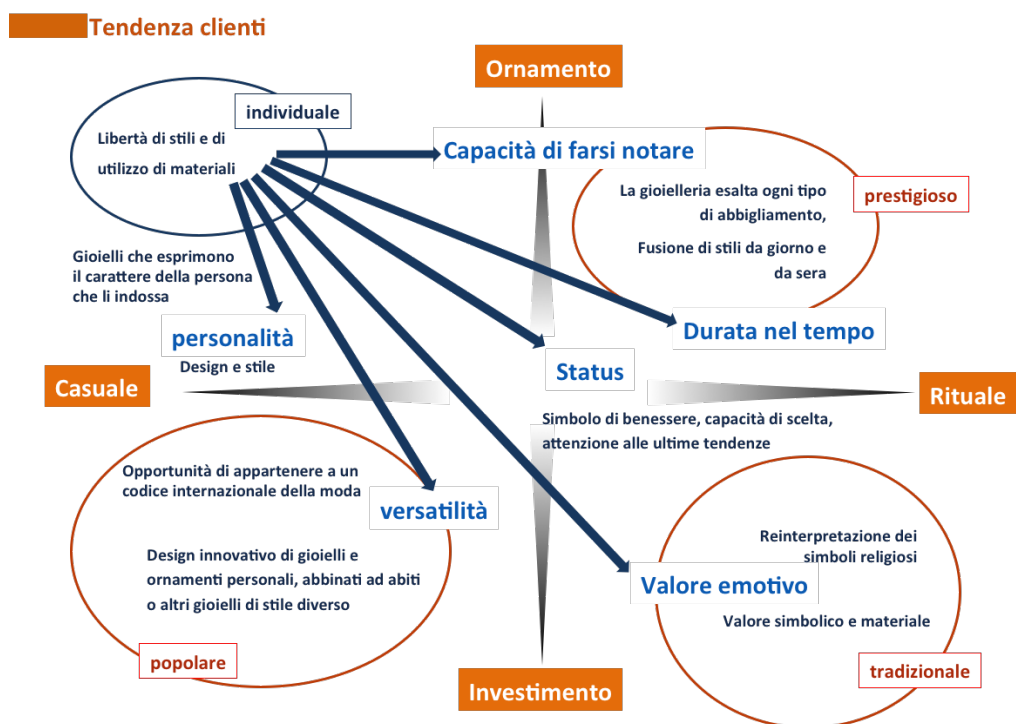 Tendenza clienti
Ornamento
individuale
Libertà di stili e di
utilizzo di materiali
Capacità di farsi notare
La gioielleria esalta ogni tipo
di abbigliamento,
prestigioso
Fusione di stili da giorno e
da sera
Gioielli che esprimono
il carattere della persona
che li indossa
personalità
Durata nel tempo
Design e stile
Status
Casuale
Rituale
Simbolo di benessere, capacità di scelta,
attenzione alle ultime tendenze
Opportunità di appartenere a un
codice internazionale della moda
versatilità
Design innovativo di gioielli e
ornamenti personali, abbinati ad abiti
o altri gioielli di stile diverso
Reinterpretazione dei
simboli religiosi
Valore emotivo
Valore simbolico e materiale
popolare
tradizionale
Investimento